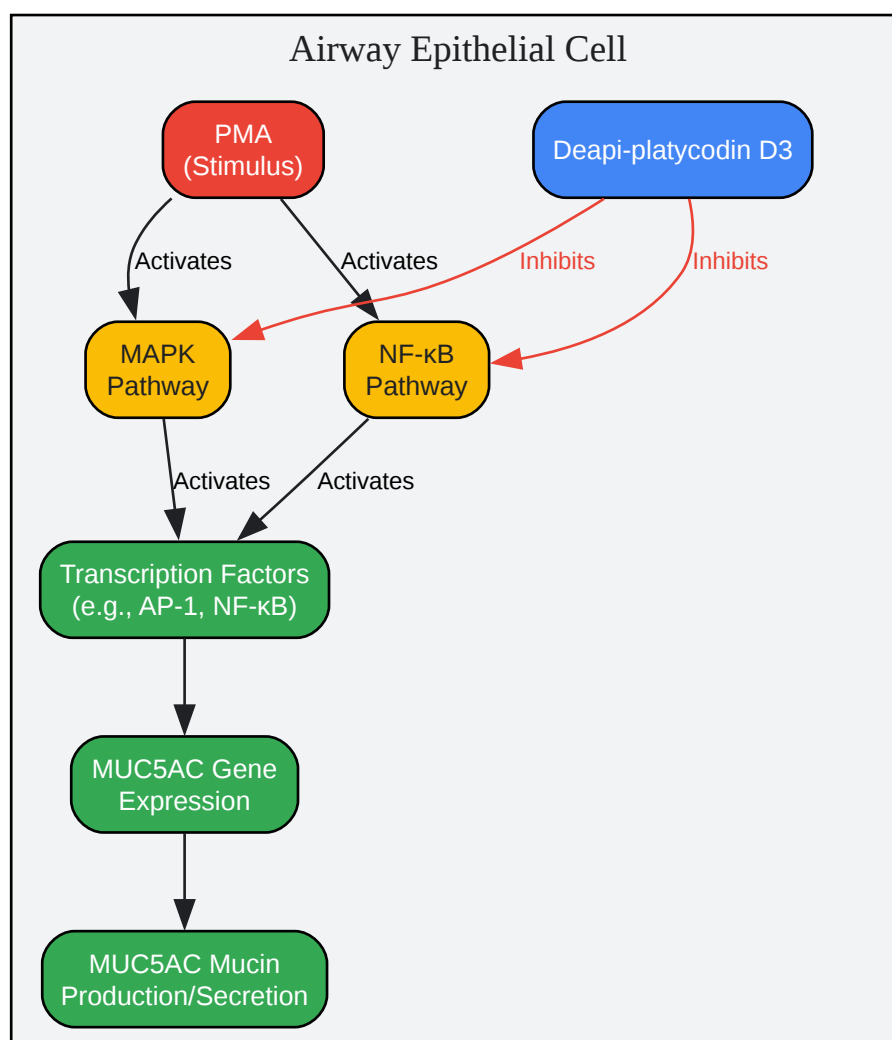 Airway Epithelial Cell
PMA
(Stimulus)
Deapi-platycodin D3
Activates
Activates
Inhibits
Inhibits
MAPK
Pathway
NF-κB
Pathway
Activates
Activates
Transcription Factors
(e.g., AP-1, NF-κB)
MUC5AC Gene
Expression
MUC5AC Mucin
Production/Secretion